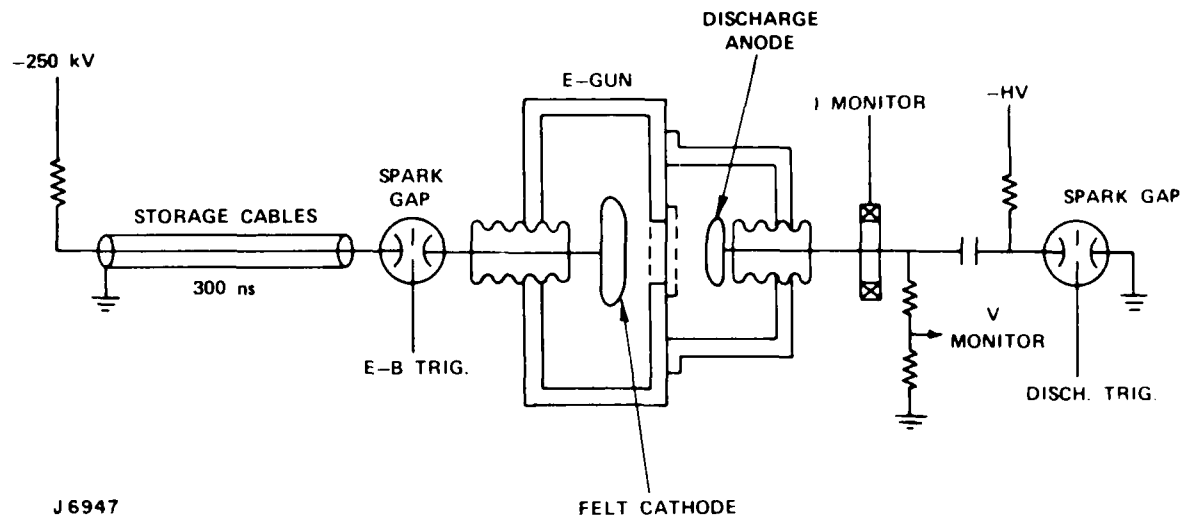 DISCHARGE
ANODE
-250 kV
E-GUN
I MONITOR
-HV
SPARK
GAP
SPARK GAP
STORAGE CABLES
300 ns
V
MONITOR
E-B TRIG.
DISCH. TRIG.
J6947
FELT CATHODE